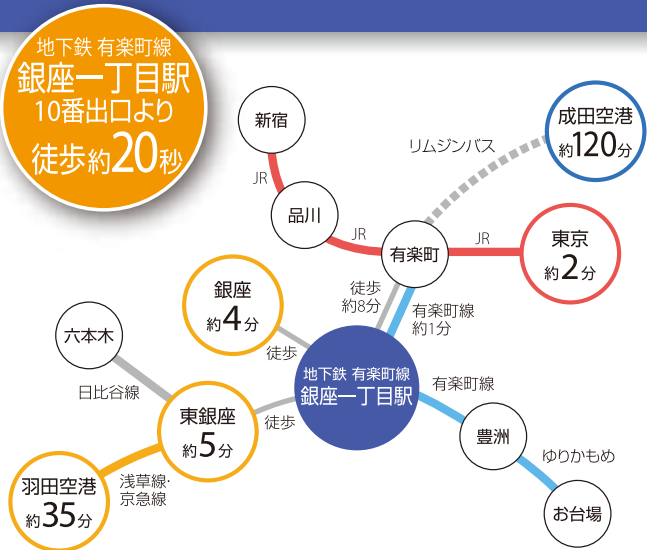 地下鉄 有楽町線
銀座一丁目駅
10番出口より
徒歩約20秒
新宿
JR
品川
JR
有楽町
リムジンバス
成田空港
約120分
JR
東京
約2分
徒歩
約8分
有楽町線
約1分
銀座
約4分
徒歩
六本木
日比谷線
東銀座
約5分
徒歩
地下鉄 有楽町線
銀座一丁目駅
有楽町線
豊洲
ゆりかもめ
お台場
羽田空港
約35分
浅草線・
京急線